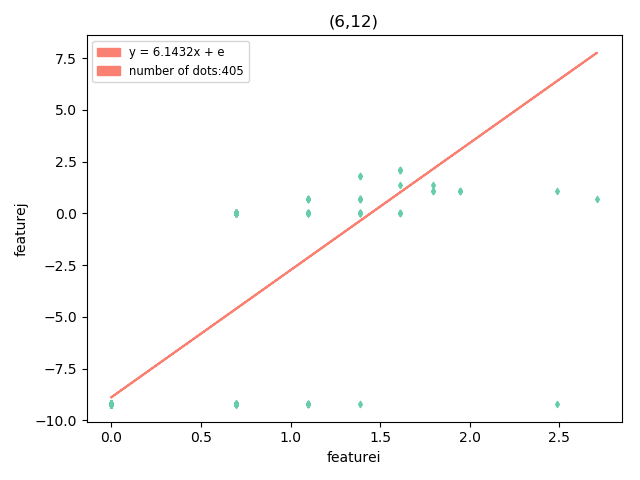 (6,12)
y = 6.1432x + e
number of dots:405
7.5
5.0
2.5
0.0
−2.5
−5.0
−7.5
−10.0
featurej
0.0 0.5 1.0 1.5 2.0 2.5
featurei